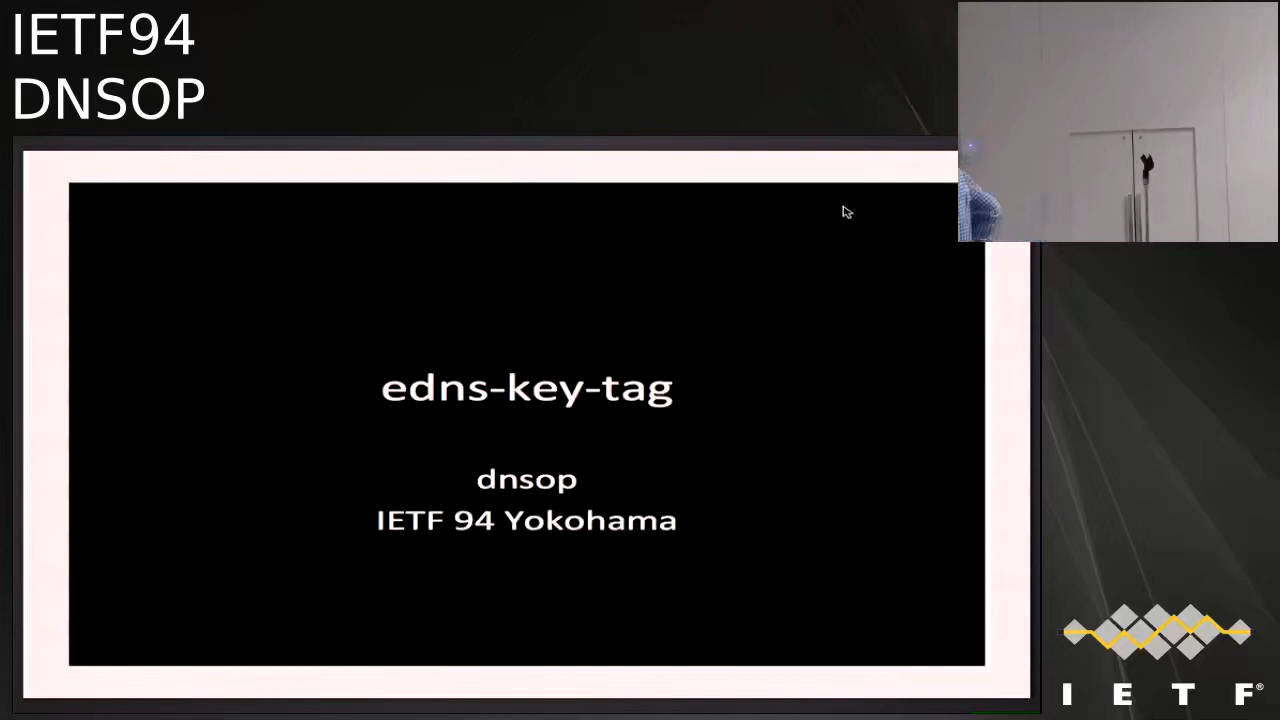 IETF94
DNSOP
edns-key-tag
dnsop
IETF 94 Yokohama
I E T F®